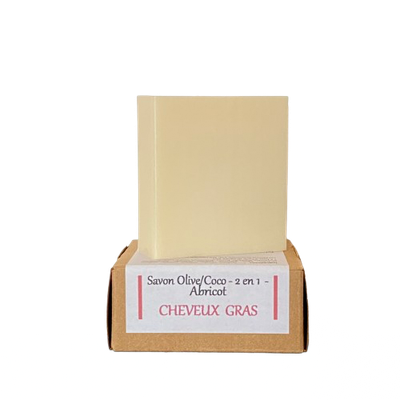 Savon Olive/Coco - 2 en 1 -
Abricot
CHEVEUX GRAS